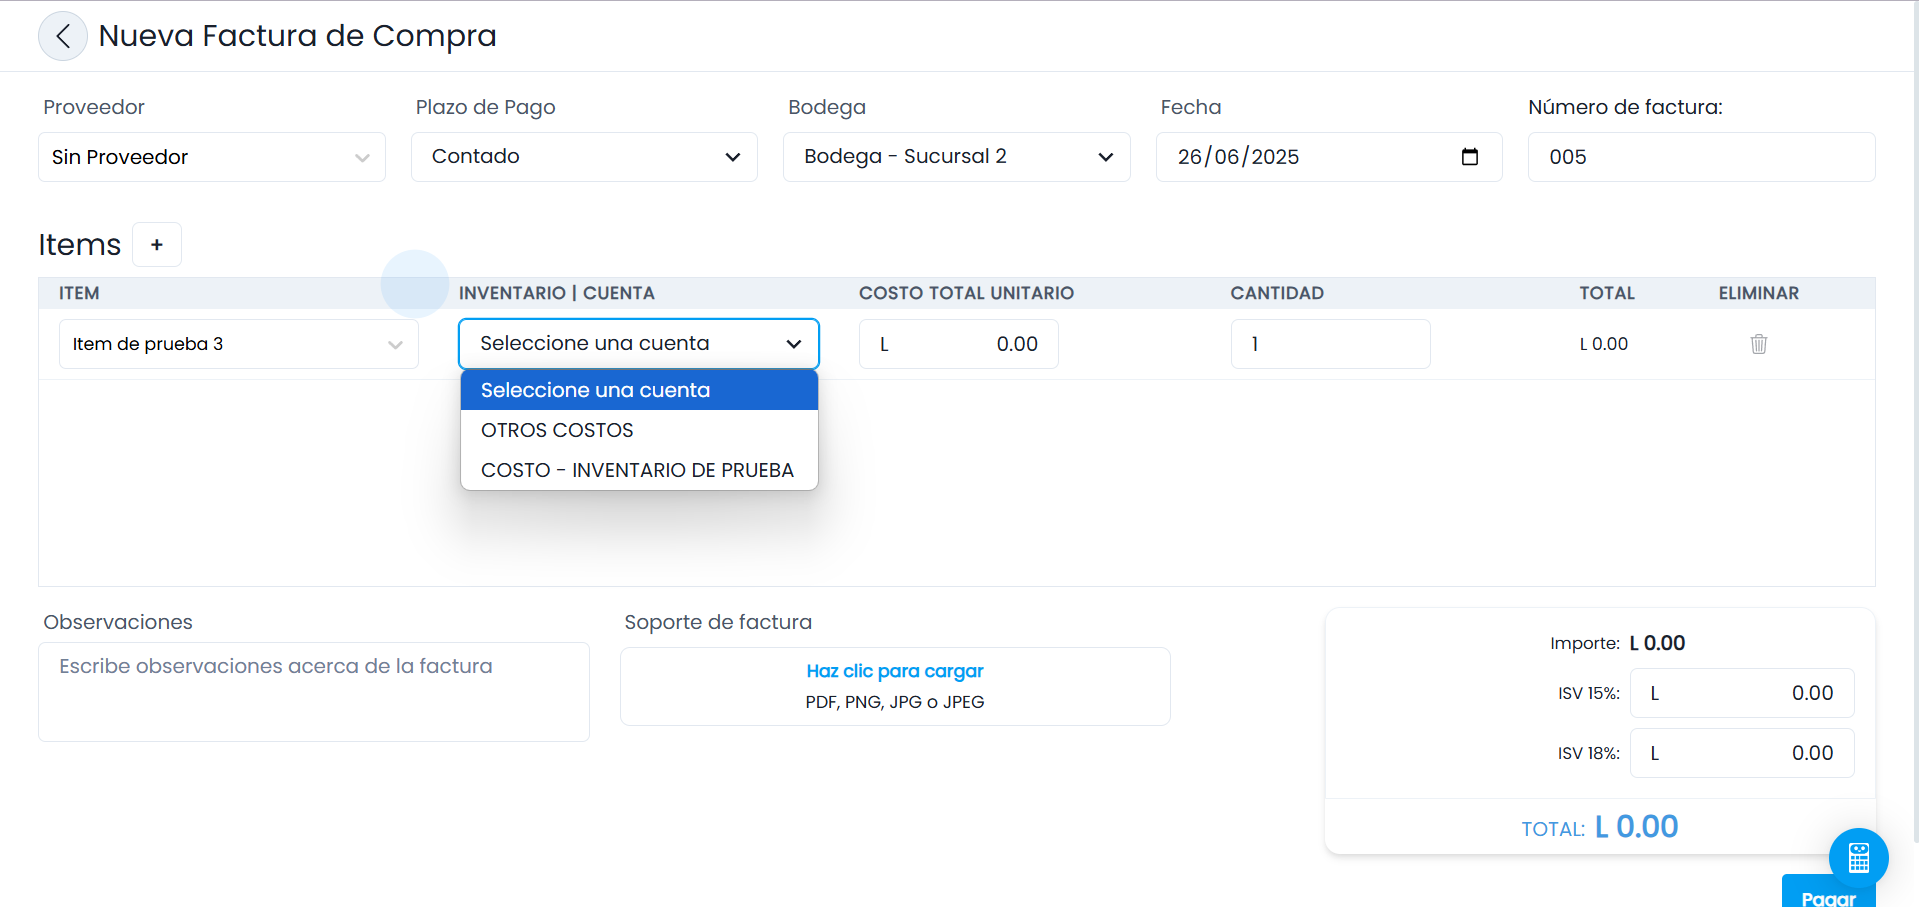 Nueva Factura de Compra
Proveedor
Plazo de Pago
Bodega
Fecha
Número de factura:
Sin Proveedor
Contado
Bodega - Sucursal 2
26/06/2025
005
Items +
ITEM
INVENTARIO | CUENTA
COSTO TOTAL UNITARIO
CANTIDAD
TOTAL
ELIMINAR
Item de prueba 3
Seleccione una cuenta
L 0.00
1
L 0.00
Seleccione una cuenta
OTROS COSTOS
COSTO - INVENTARIO DE PRUEBA
Observaciones
Escribe observaciones acerca de la factura
Soporte de factura
Haz clic para cargar
PDF, PNG, JPG o JPEG
Importe: L 0.00
ISV 15%: L 0.00
ISV 18%: L 0.00
TOTAL: L 0.00
Pagar